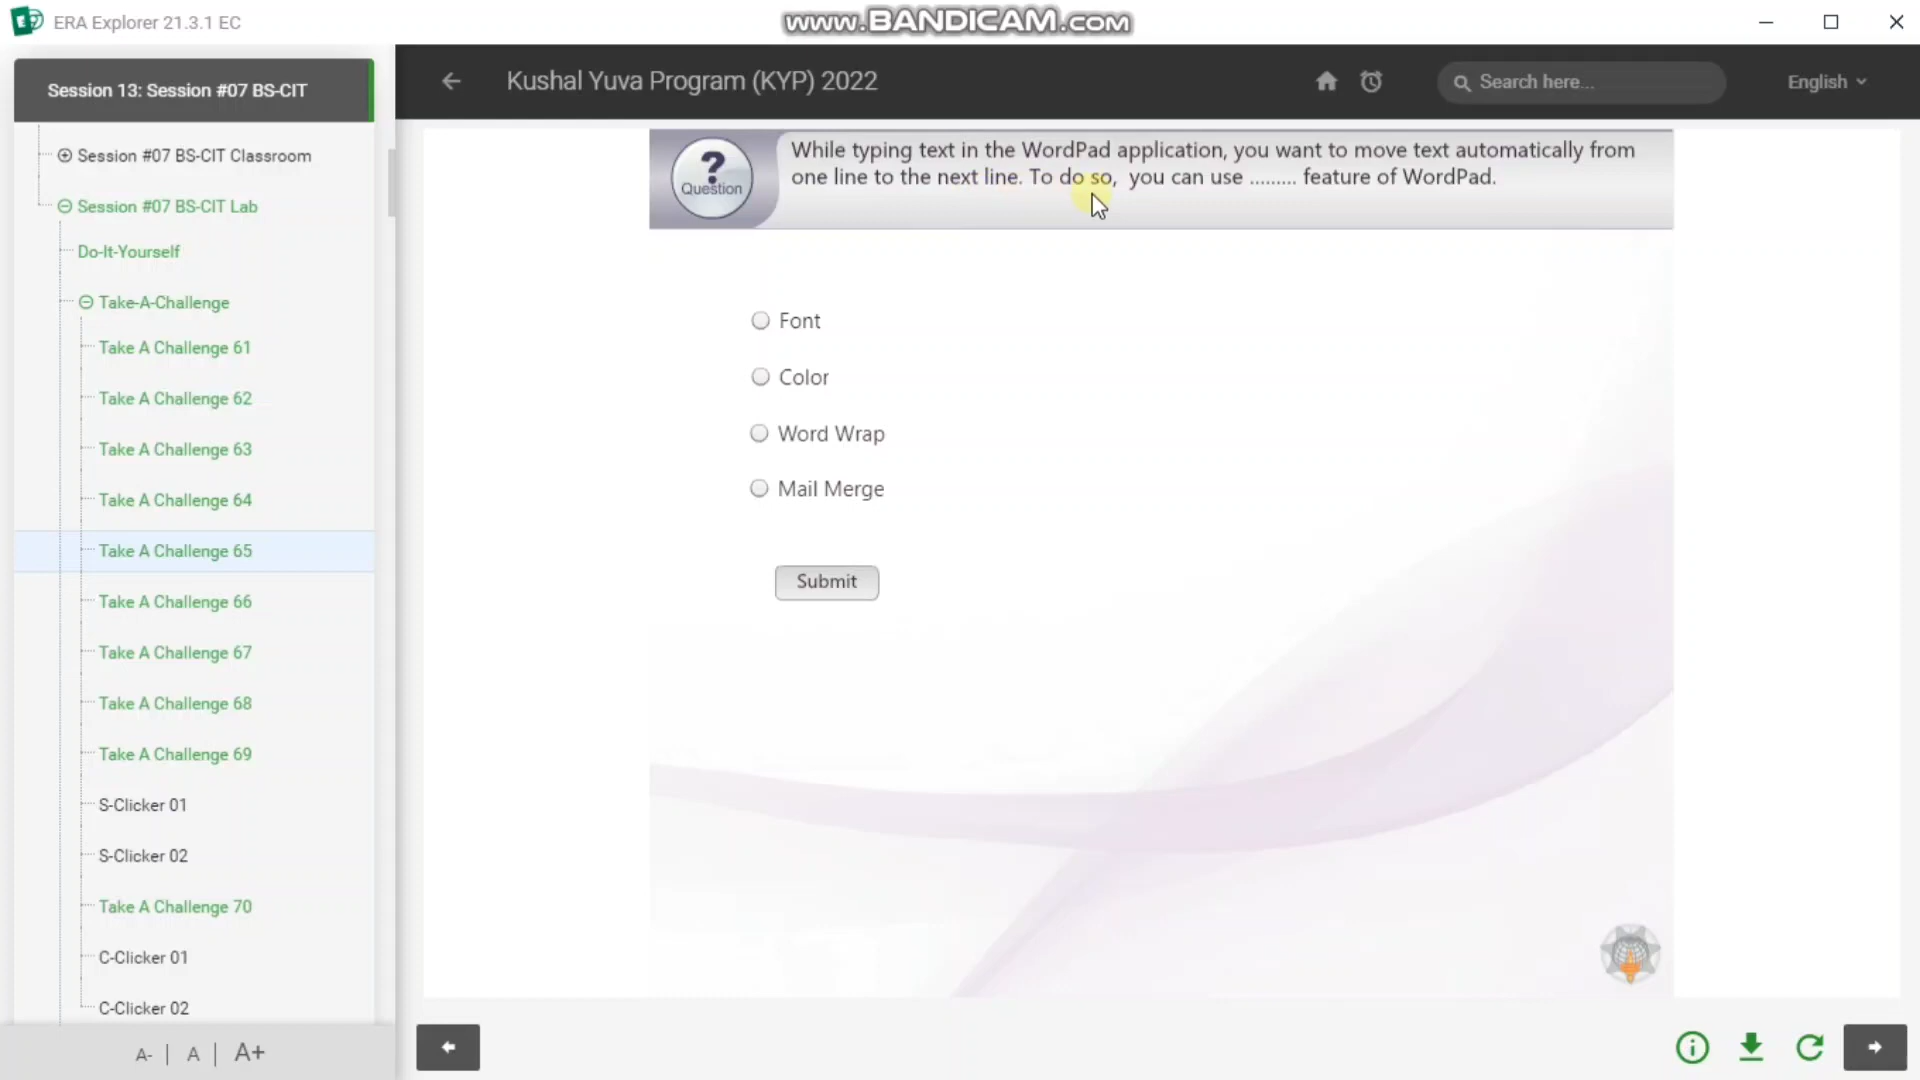 ERA Explorer 21.3.1 EC
www.BANDICAM.com
Session 13: Session #07 BS-CIT
Kushal Yuva Program (KYP) 2022
Search here...
English
Session #07 BS-CIT Classroom
Session #07 BS-CIT Lab
Do-It-Yourself
Take-A-Challenge
Take A Challenge 61
Take A Challenge 62
Take A Challenge 63
Take A Challenge 64
Take A Challenge 65
Take A Challenge 66
Take A Challenge 67
Take A Challenge 68
Take A Challenge 69
S-Clicker 01
S-Clicker 02
Take A Challenge 70
C-Clicker 01
C-Clicker 02
A- | A | A+
?
Question
While typing text in the WordPad application, you want to move text automatically from
one line to the next line. To do so, you can use ......... feature of WordPad.
Font
Color
Word Wrap
Mail Merge
Submit